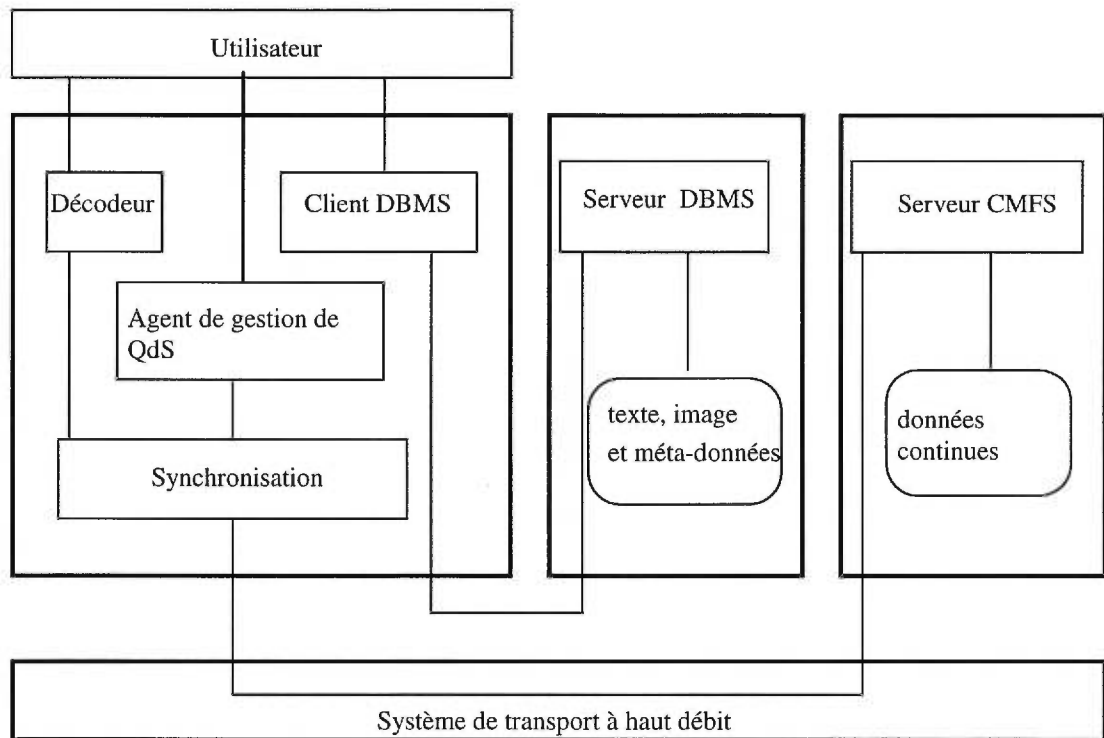 Utilisateur
Décodeur
Client DBMS
Serveur DBMS
Serveur CMFS
Agent de gestion de
QdS
texte, image
et méta-données
données
continues
Synchronisation
Système de transport à haut débit